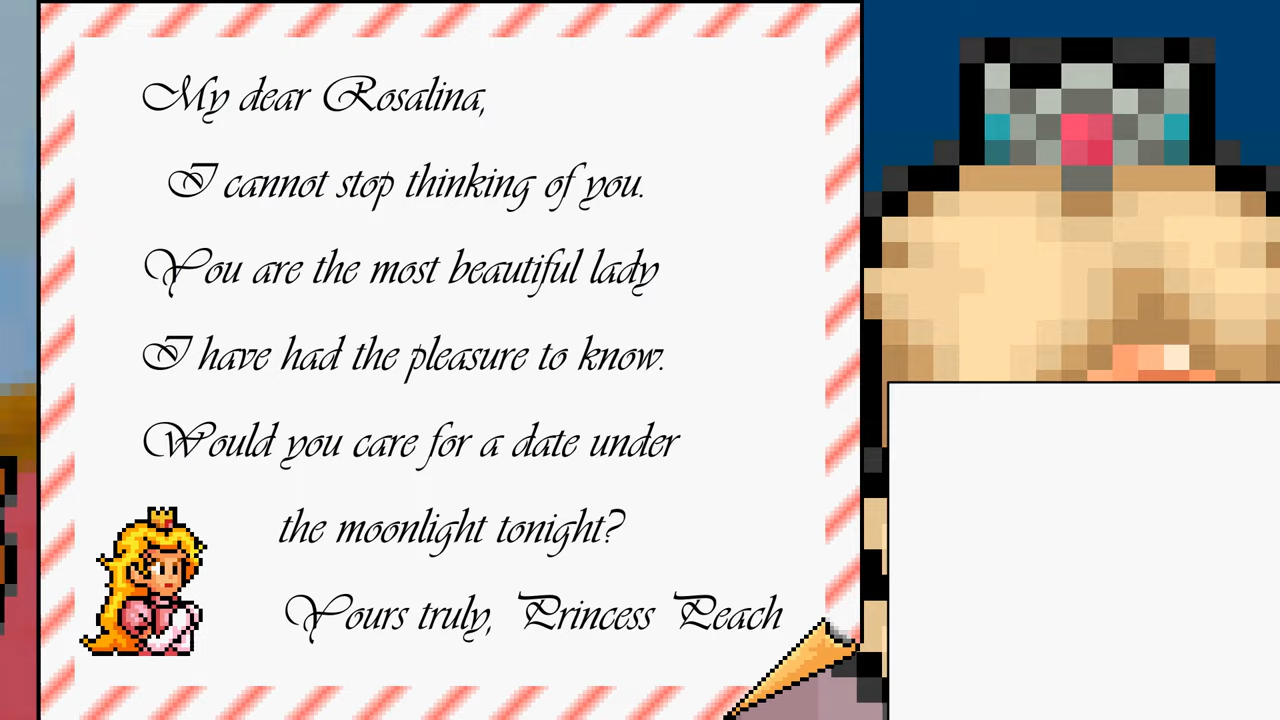 My dear Rosalina,
I cannot stop thinking of you.
You are the most beautiful lady
I have had the pleasure to know.
Would you care for a date under
the moonlight tonight?
Yours truly, Princess Peach